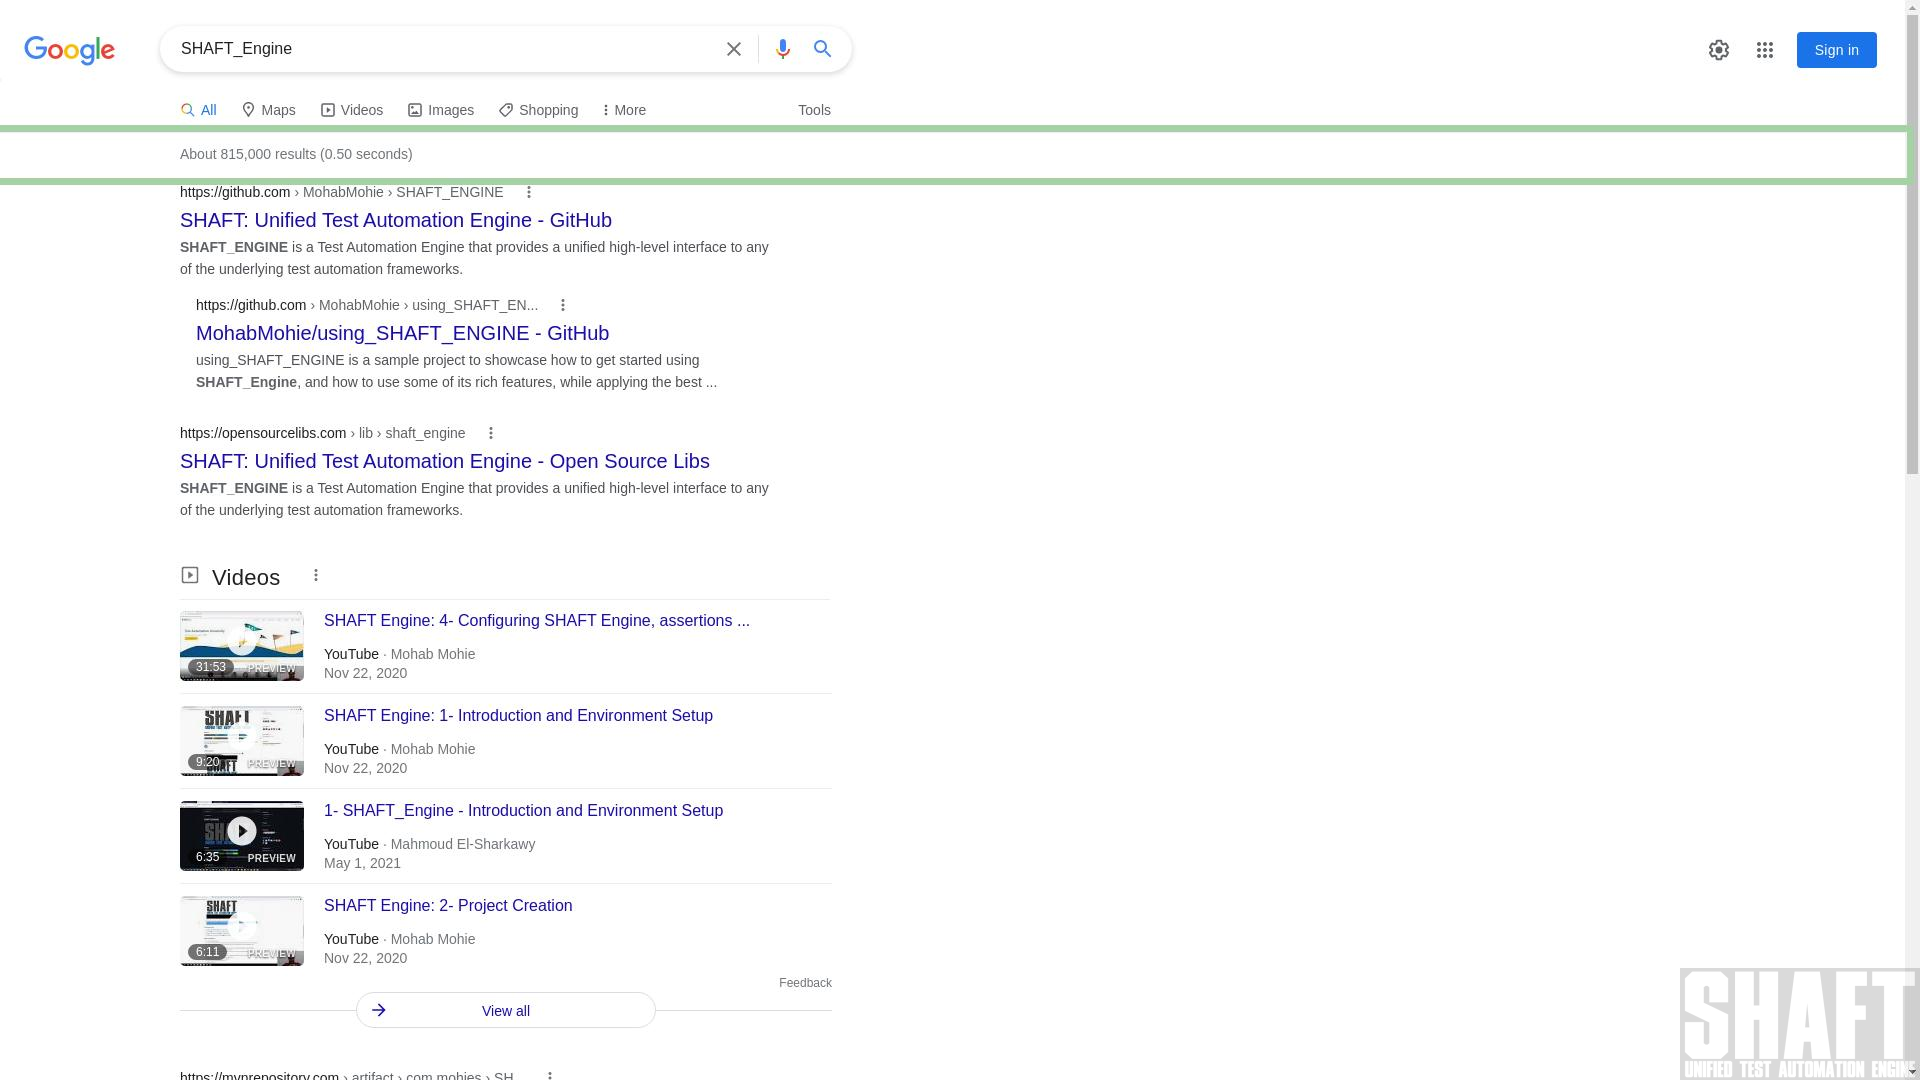 Google
SHAFT_Engine
Sign in
All
Maps
Videos
Images
Shopping
More
Tools
About 815,000 results (0.50 seconds)
https://github.com › MohabMohie › SHAFT_ENGINE
SHAFT: Unified Test Automation Engine - GitHub
SHAFT_ENGINE is a Test Automation Engine that provides a unified high-level interface to any
of the underlying test automation frameworks.
https://github.com › MohabMohie › using_SHAFT_EN...
MohabMohie/using_SHAFT_ENGINE - GitHub
using_SHAFT_ENGINE is a sample project to showcase how to get started using
SHAFT_Engine, and how to use some of its rich features, while applying the best ...
https://opensourcelibs.com › lib › shaft_engine
SHAFT: Unified Test Automation Engine - Open Source Libs
SHAFT_ENGINE is a Test Automation Engine that provides a unified high-level interface to any
of the underlying test automation frameworks.
Videos
31:53
PREVIEW
SHAFT Engine: 4- Configuring SHAFT Engine, assertions ...
YouTube · Mohab Mohie
Nov 22, 2020
SHAFT
9:20
PREVIEW
SHAFT Engine: 1- Introduction and Environment Setup
YouTube · Mohab Mohie
Nov 22, 2020
6:35
PREVIEW
1- SHAFT_Engine - Introduction and Environment Setup
YouTube · Mahmoud El-Sharkawy
May 1, 2021
SHAFT
6:11
PREVIEW
SHAFT Engine: 2- Project Creation
YouTube · Mohab Mohie
Nov 22, 2020
Feedback
View all
https://mvnrepository.com › artifact › com.mohies › SH...
SHAFT
UNIFIED TEST AUTOMATION ENGINE